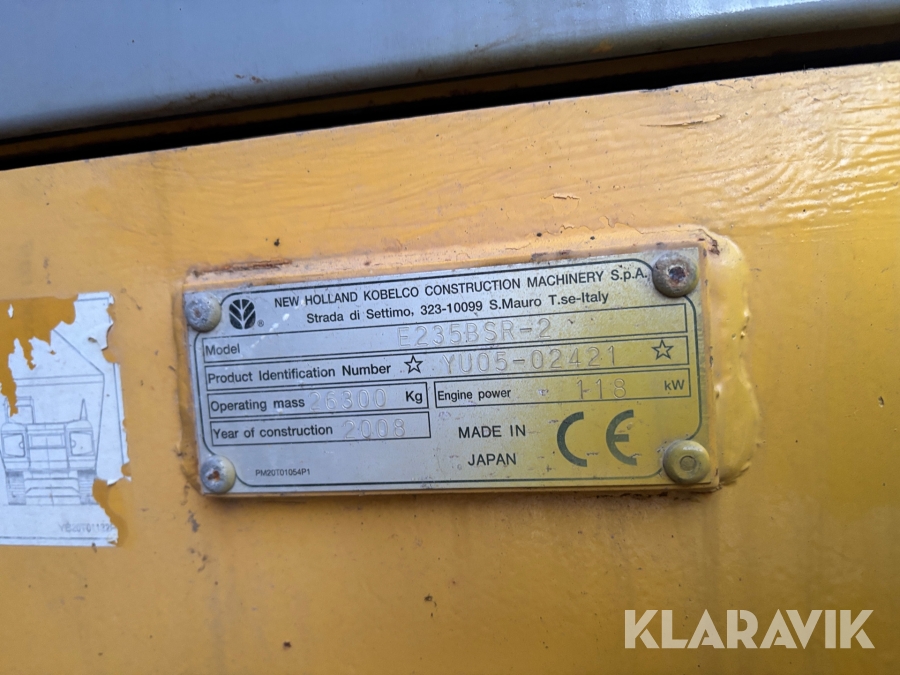 NEW HOLLAND KOBELCO CONSTRUCTION MACHINERY S.p.A.
Strada di Settimo, 323-10099 S.Mauro T.se-Italy
Model E235BSR-2
Product Identification Number ☆ YU05-02421 ☆
Operating mass 26300 Kg
Engine power 118 kW
Year of construction 2008
MADE IN
JAPAN
CE
PM20T01054P1
KLARAVIK